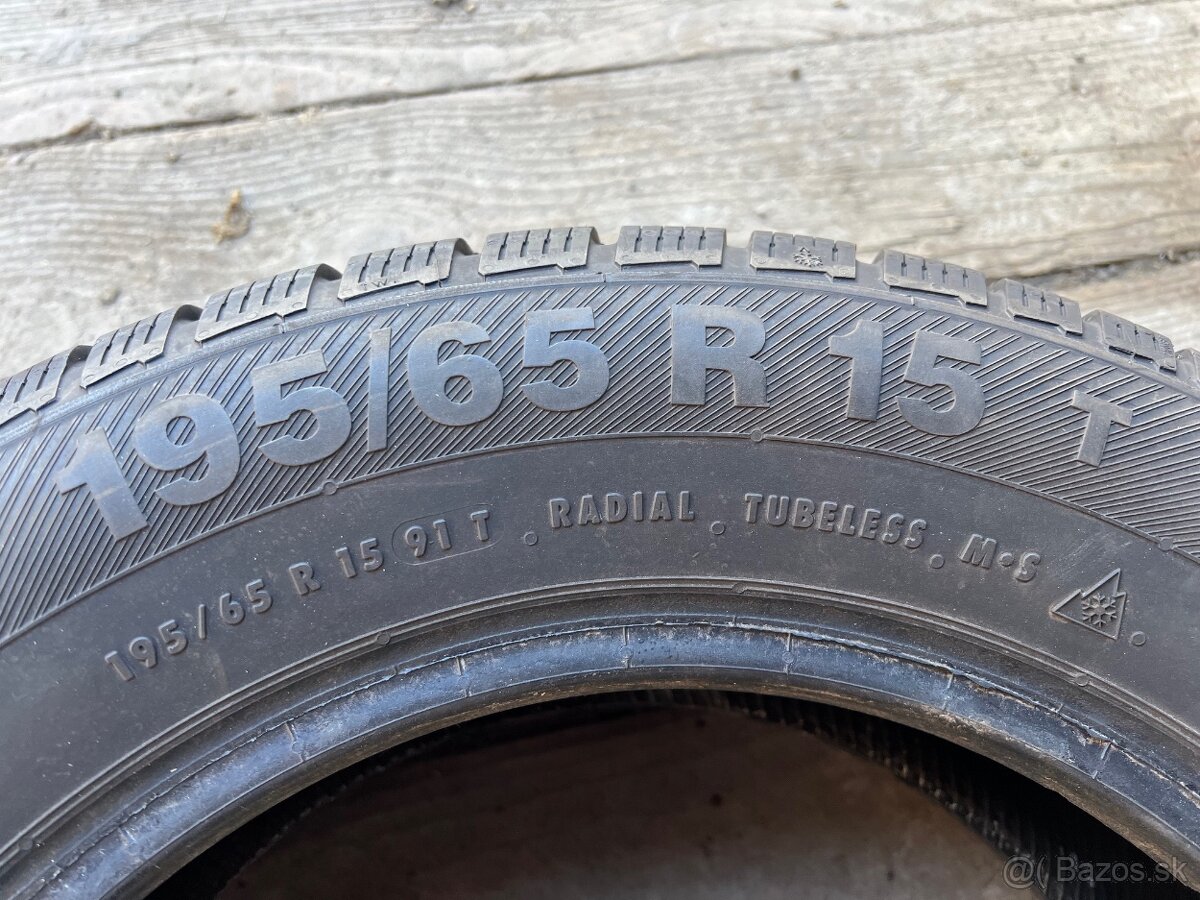 195/65 R 15 T
195/65 R 15 91 T . RADIAL . TUBELESS . M•S
@ Bazos.sk